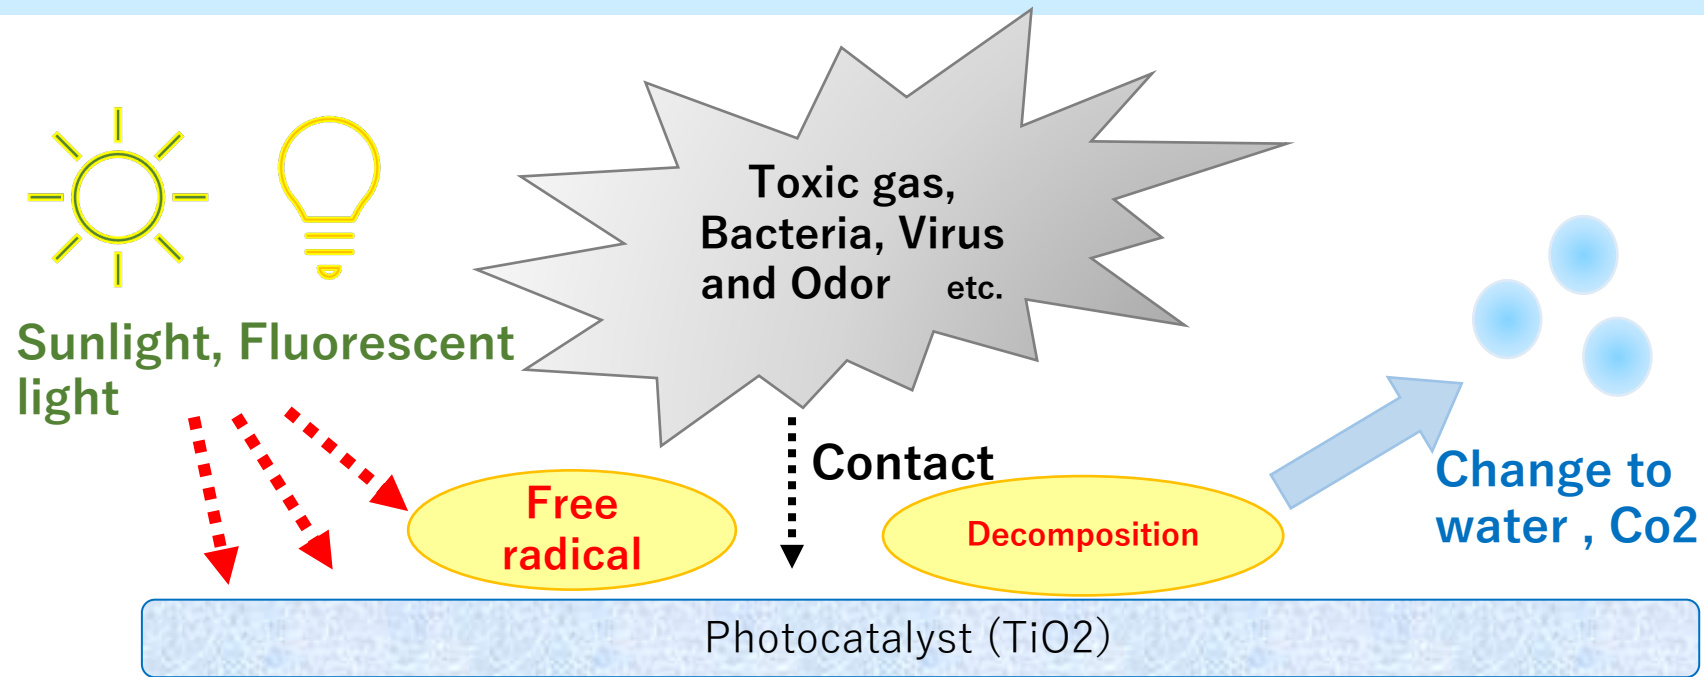 Toxic gas,
Bacteria, Virus
and Odor etc.
Sunlight, Fluorescent
light
Contact
Free
radical
Decomposition
Change to
water , Co2
Photocatalyst (TiO2)